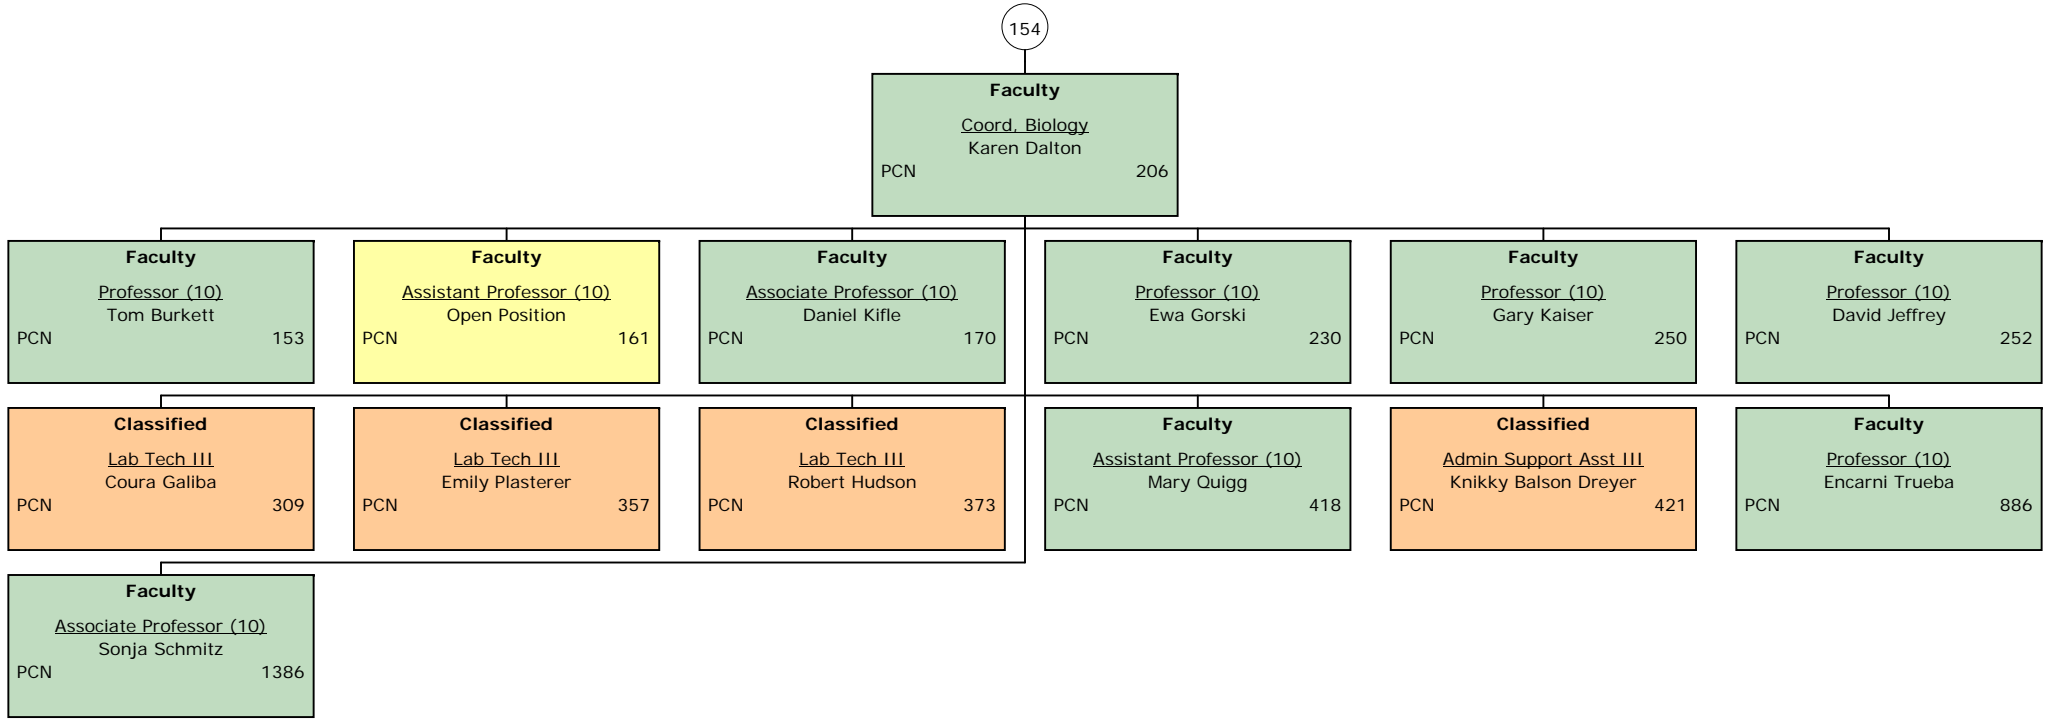 154
Faculty
Coord, Biology
Karen Dalton
PCN 206
Faculty
Professor (10)
Tom Burkett
PCN 153
Faculty
Assistant Professor (10)
Open Position
PCN 161
Faculty
Associate Professor (10)
Daniel Kifle
PCN 170
Faculty
Professor (10)
Ewa Gorski
PCN 230
Faculty
Professor (10)
Gary Kaiser
PCN 250
Faculty
Professor (10)
David Jeffrey
PCN 252
Classified
Lab Tech III
Coura Galiba
PCN 309
Classified
Lab Tech III
Emily Plasterer
PCN 357
Classified
Lab Tech III
Robert Hudson
PCN 373
Faculty
Assistant Professor (10)
Mary Quigg
PCN 418
Classified
Admin Support Asst III
Knikky Balson Dreyer
PCN 421
Faculty
Professor (10)
Encarni Trueba
PCN 886
Faculty
Associate Professor (10)
Sonja Schmitz
PCN 1386